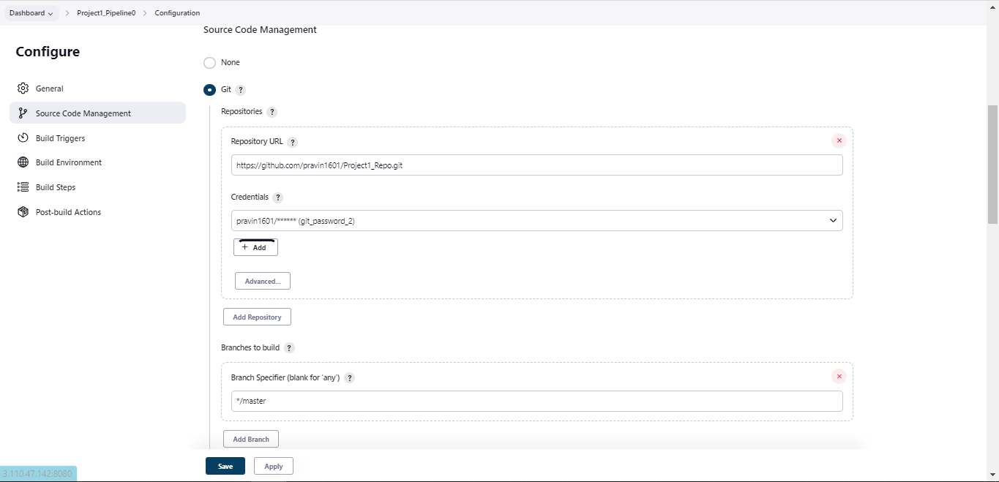 Dashboard Project1_Pipeline0 Configuration
Configure
General
Source Code Management
Build Triggers
Build Environment
Build Steps
Post-build Actions
Source Code Management
None
Git ?
Repositories ?
Repository URL ?
https://github.com/pravin1601/Project1_Repo.git
Credentials ?
pravin1601/****** (git_password_2)
+ Add
Advanced...
Add Repository
Branches to build ?
Branch Specifier (blank for 'any') ?
*/master
Add Branch
Save Apply
3.110.47.142:8080